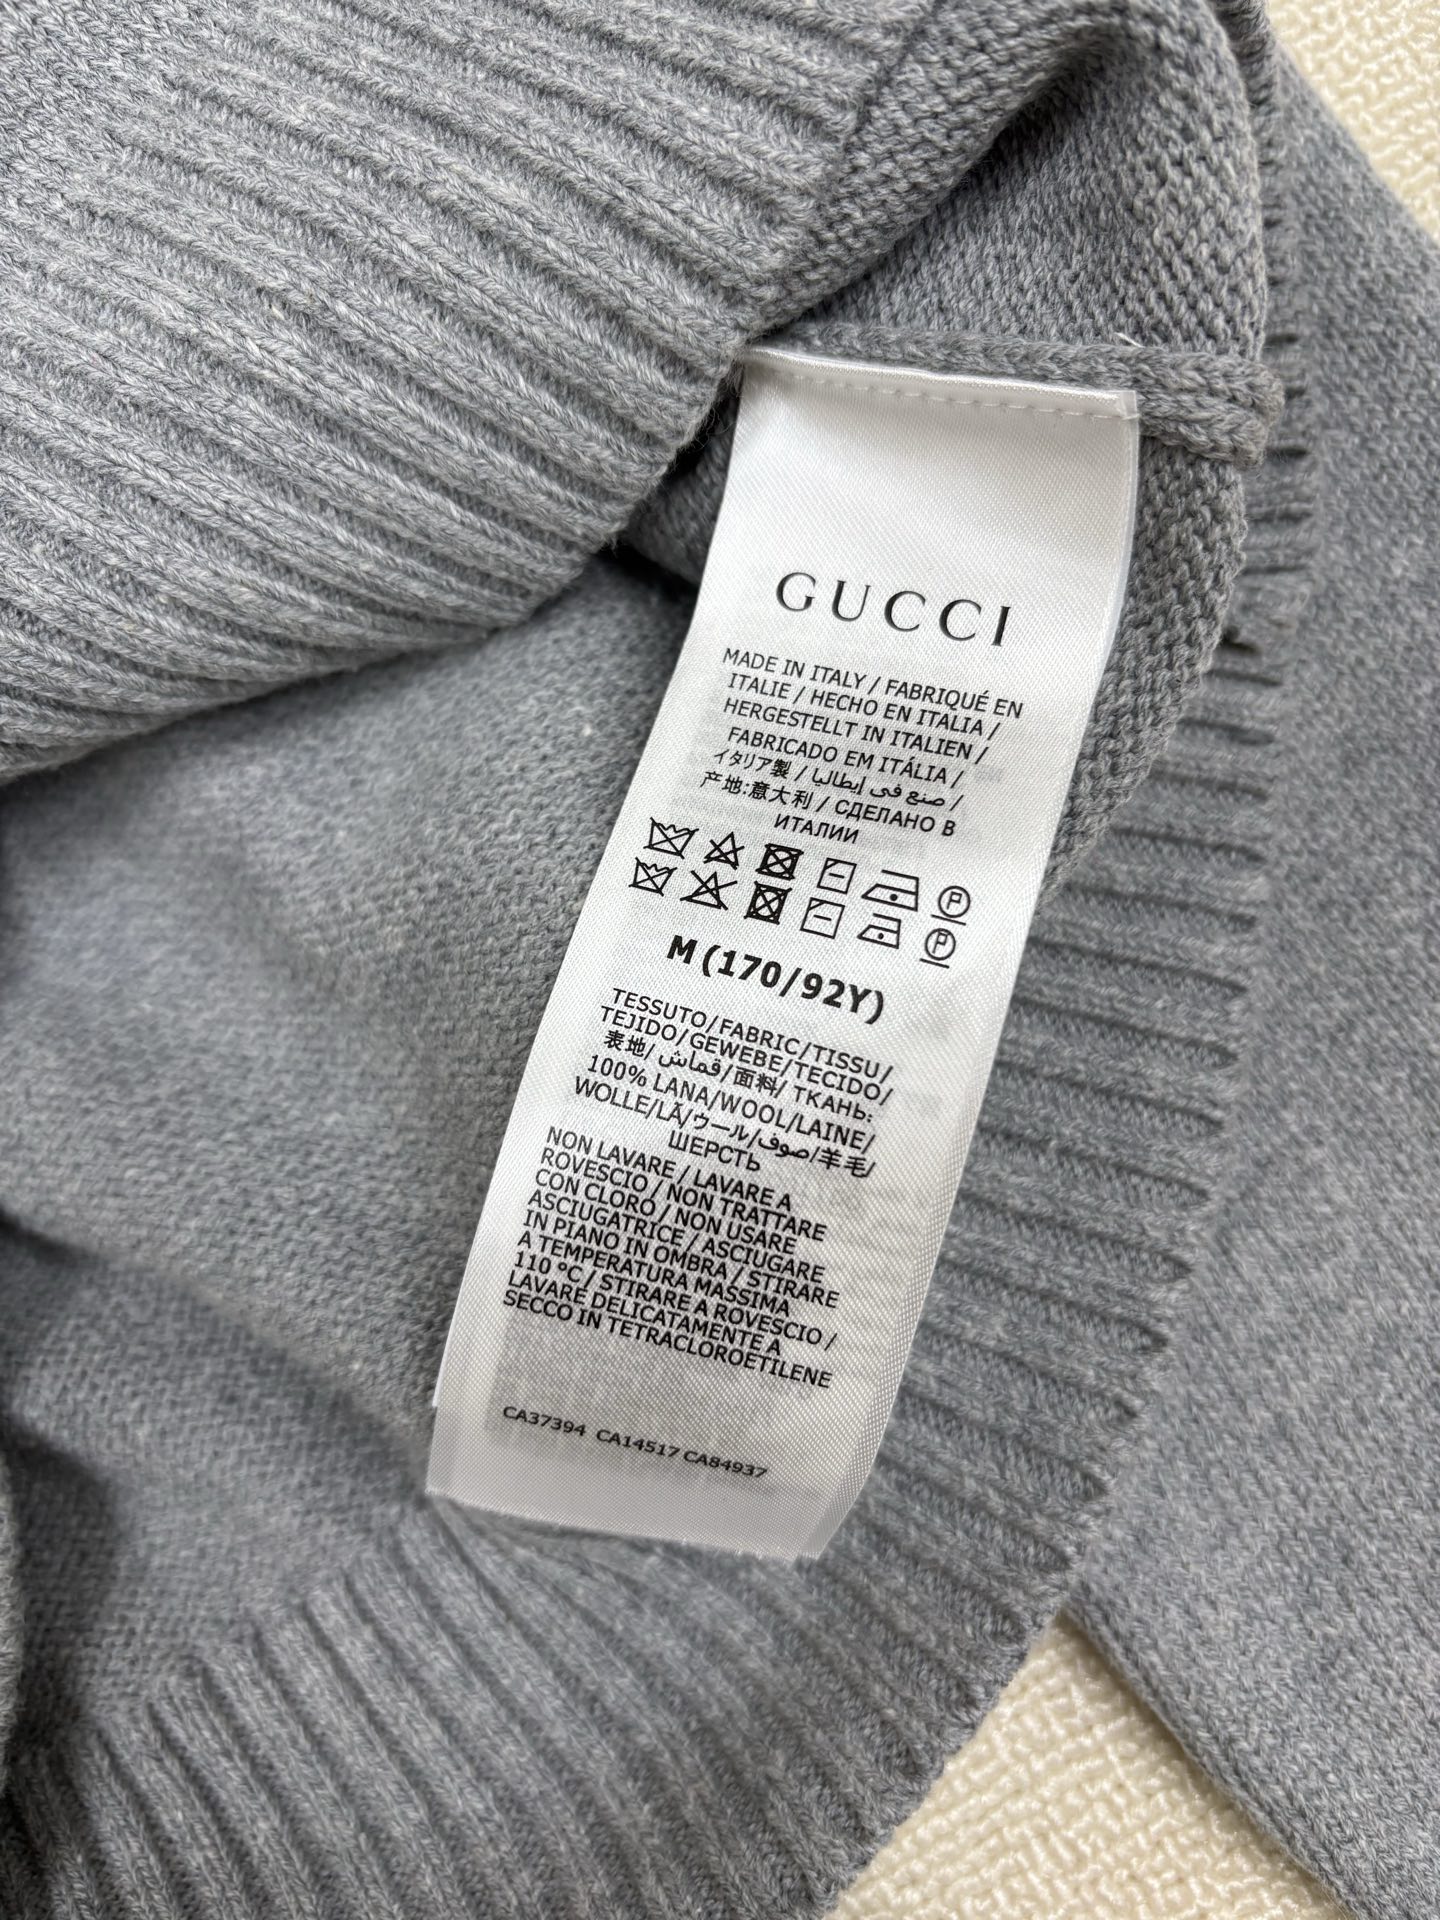 GUCCI
MADE IN ITALY / FABRIQUÉ EN
ITALIE / HECHO EN ITALIA /
HERGESTELLT IN ITALIEN /
FABRICADO EM ITÁLIA /
イタリア製 / صنع في إيطاليا /
产地:意大利 / СДЕЛАНО В
ИТАЛИИ
P
P
M (170/92Y)
TESSUTO/FABRIC/TISSU/
TEJIDO/GEWEBE/TECIDO/
表地/ قماش/面料/ ТКАНЬ:
100% LANA/WOOL/LAINE/
WOLLE/LÃ/ウール/صوف/羊毛/
ШЕРСТЬ
NON LAVARE / LAVARE A
ROVESCIO / NON TRATTARE
CON CLORO / NON USARE
ASCIUGATRICE / ASCIUGARE
IN PIANO IN OMBRA / STIRARE
A TEMPERATURA MASSIMA
110 °C / STIRARE A ROVESCIO /
LAVARE DELICATAMENTE A
SECCO IN TETRACLOROETILENE
CA37394 CA14517 CA84937